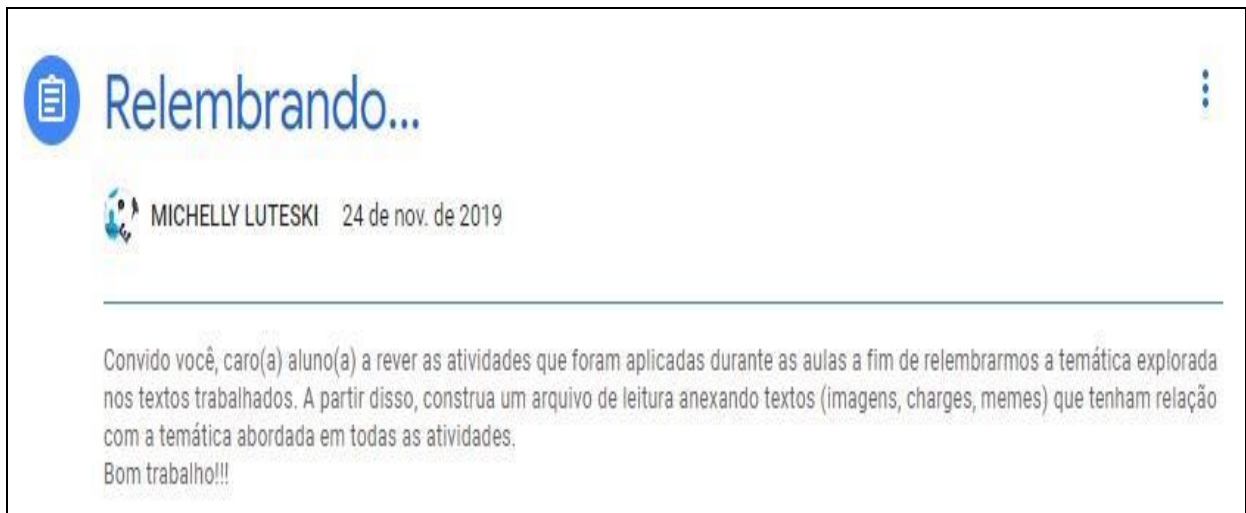 Relembrando...
MICHELLY LUTESKI 24 de nov. de 2019
Convido você, caro(a) aluno(a) a rever as atividades que foram aplicadas durante as aulas a fim de relembrarmos a temática explorada
nos textos trabalhados. A partir disso, construa um arquivo de leitura anexando textos (imagens, charges, memes) que tenham relação
com a temática abordada em todas as atividades.
Bom trabalho!!!